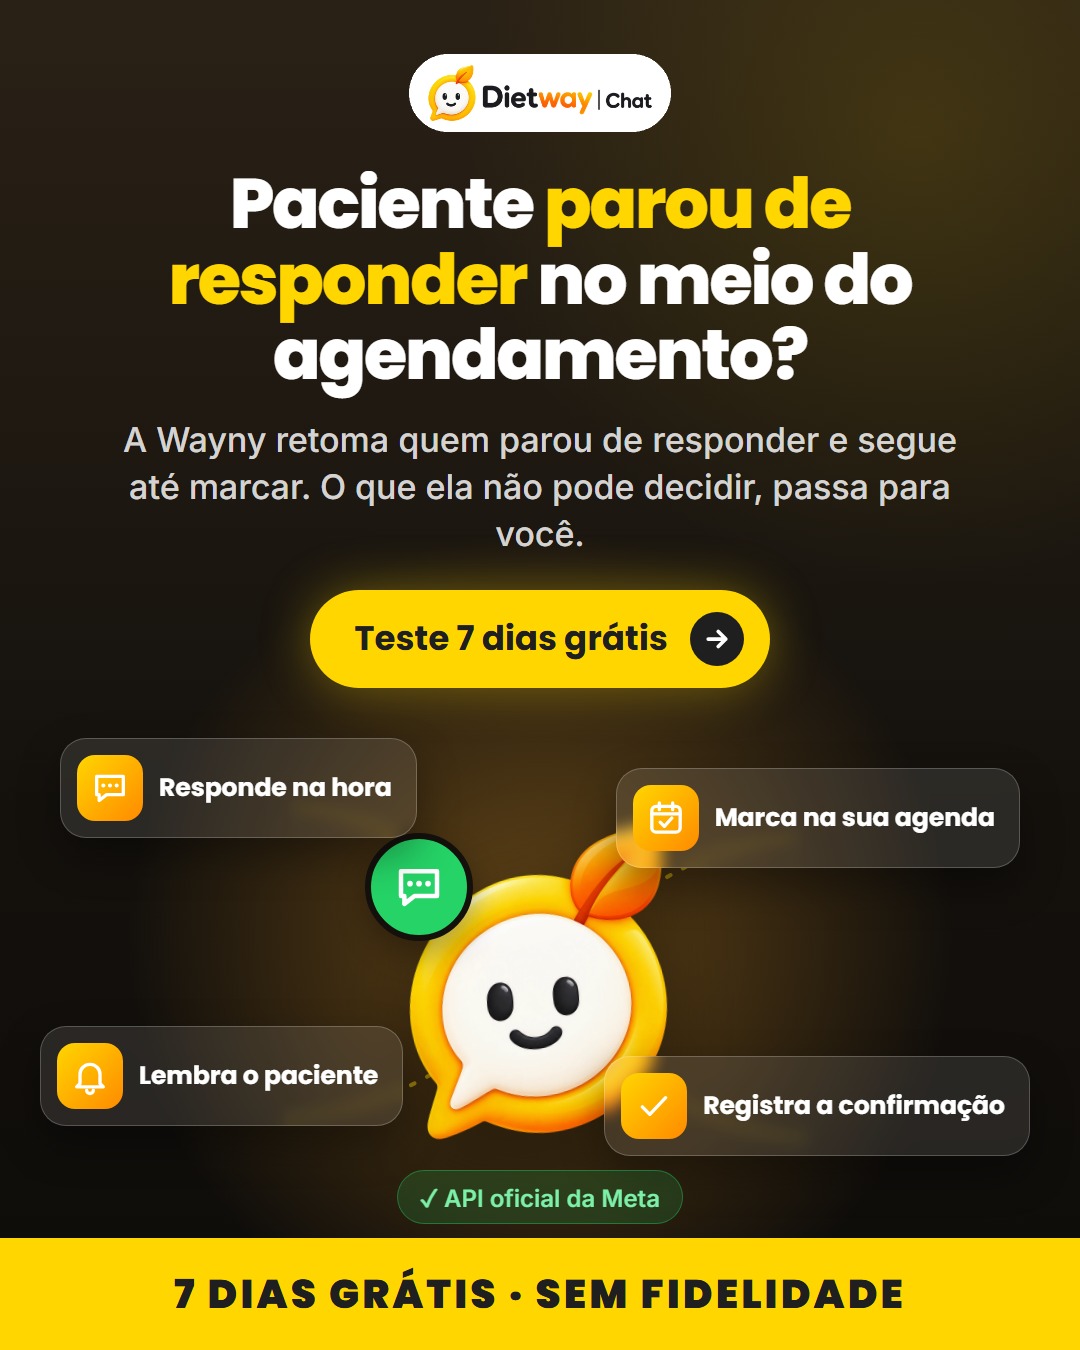 Dietway | Chat
Paciente parou de
responder no meio do
agendamento?
A Wayny retoma quem parou de responder e segue
até marcar. O que ela não pode decidir, passa para
você.
Teste 7 dias grátis
Responde na hora
Marca na sua agenda
Lembra o paciente
Registra a confirmação
✓ API oficial da Meta
7 DIAS GRÁTIS · SEM FIDELIDADE